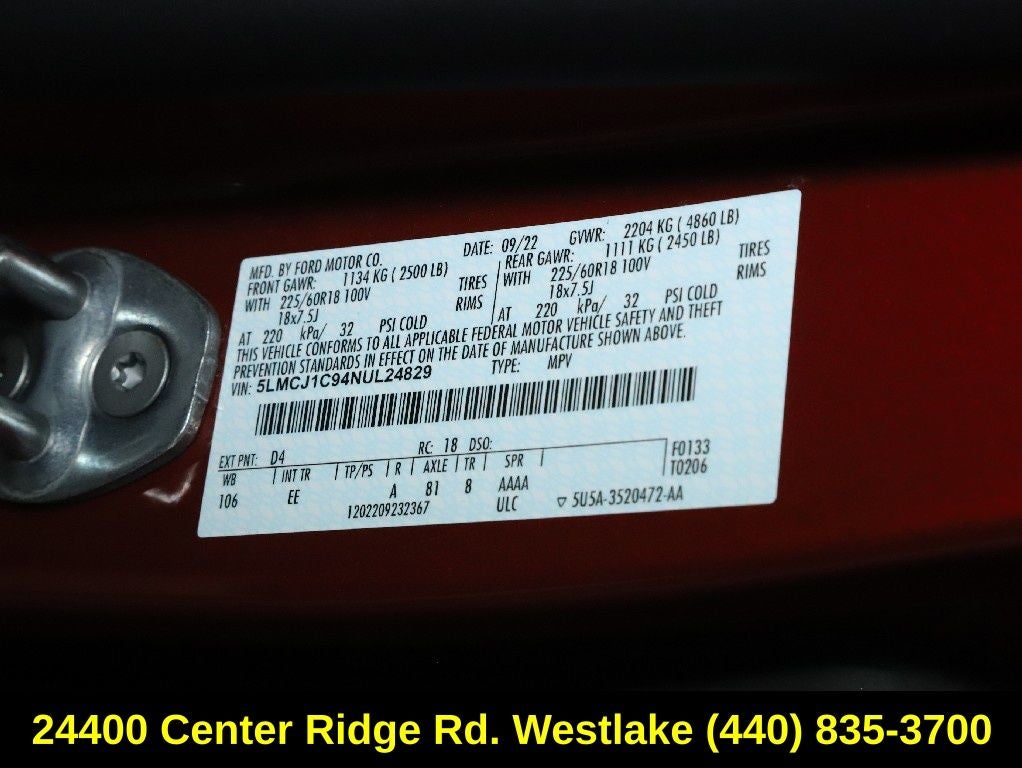 MFD. BY FORD MOTOR CO. DATE: 09/22 GVWR: 2204 KG ( 4860 LB)
FRONT GAWR: 1134 KG ( 2500 LB) REAR GAWR: 1111 KG ( 2450 LB)
WITH 225/60R18 100V TIRES WITH 225/60R18 100V TIRES
18x7.5J RIMS 18x7.5J RIMS
AT 220 kPa/ 32 PSI COLD AT 220 kPa/ 32 PSI COLD
THIS VEHICLE CONFORMS TO ALL APPLICABLE FEDERAL MOTOR VEHICLE SAFETY AND THEFT
PREVENTION STANDARDS IN EFFECT ON THE DATE OF MANUFACTURE SHOWN ABOVE.
VIN: 5LMCJ1C94NUL24829 TYPE: MPV
EXT PNT: D4 RC: 18 DSO: F0133
WB INT TR TP/PS R AXLE TR SPR T0206
106 EE A 81 8 AAAA
1202209232367 ULC ▽ 5U5A-3520472-AA
24400 Center Ridge Rd. Westlake (440) 835-3700